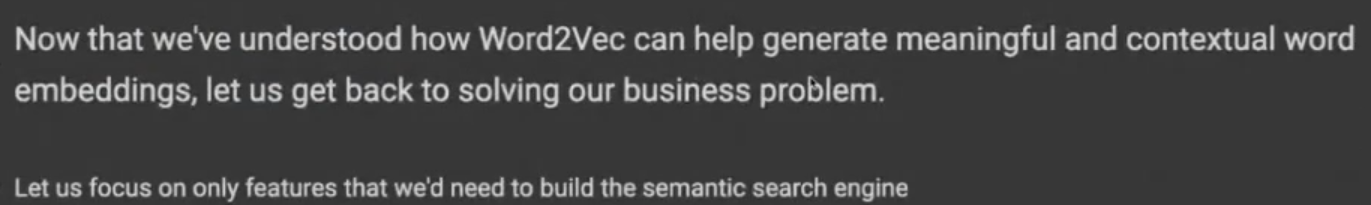 Now that we've understood how Word2Vec can help generate meaningful and contextual word
embeddings, let us get back to solving our business problem.
Let us focus on only features that we'd need to build the semantic search engine